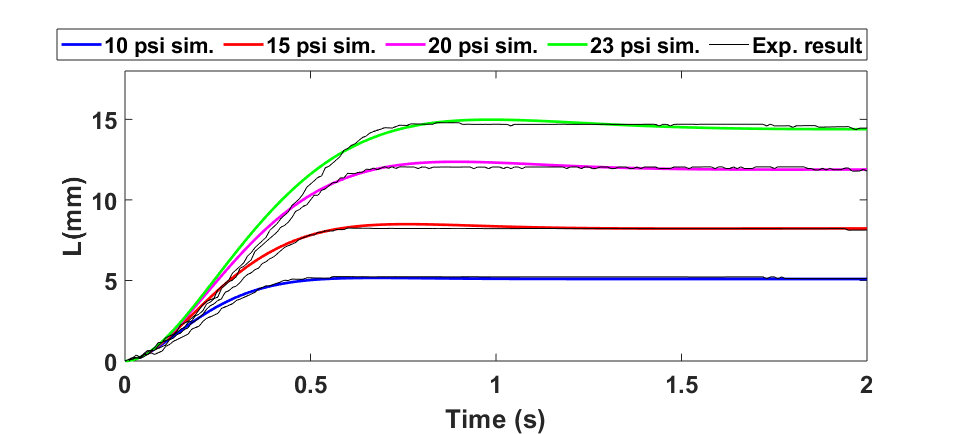 10 psi sim. 15 psi sim. 20 psi sim. 23 psi sim. Exp. result
15
10
5
0
L(mm)
0 0.5 1 1.5 2
Time (s)